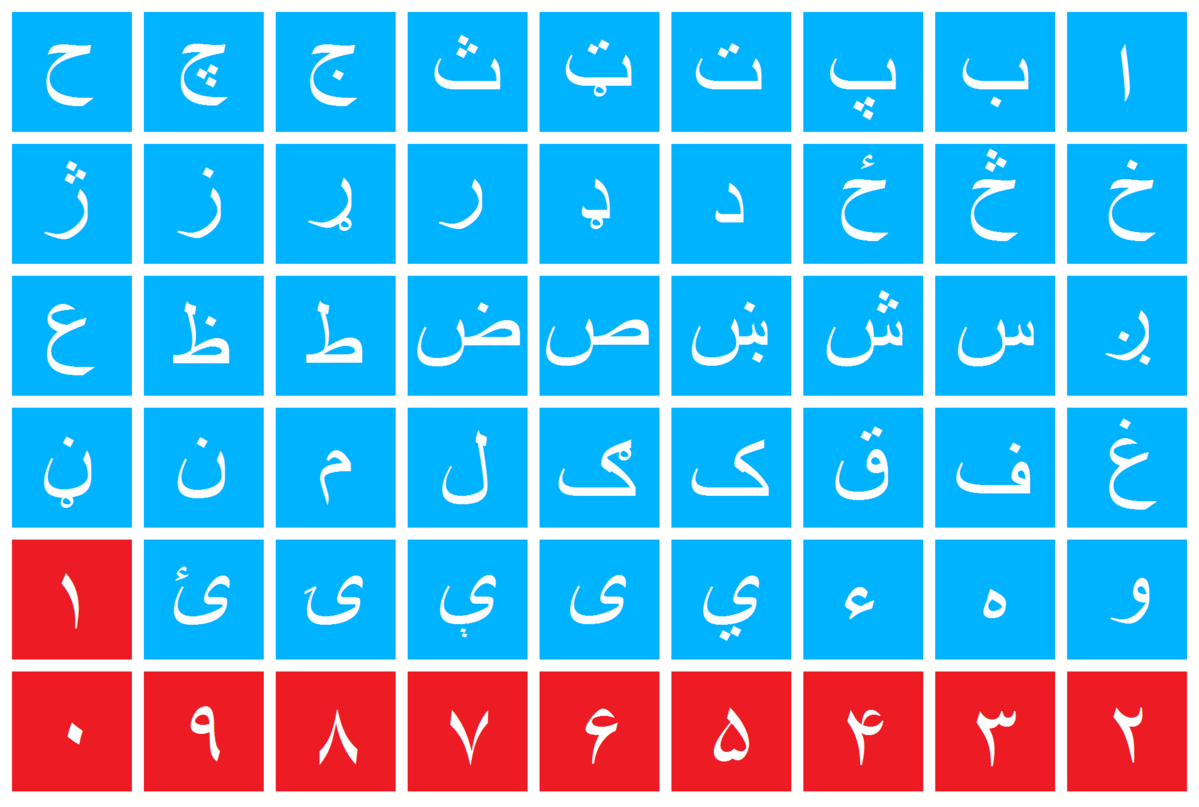 ا ب پ ت ټ ث ج چ ح
خ څ ځ د ډ ر ړ ز ژ
ږ س ش ښ ص ض ط ظ ع
غ ف ق ک ګ ل م ن ڼ
و ه ء ي ی ې ۍ ئ ۱
۲ ۳ ۴ ۵ ۶ ۷ ۸ ۹ ۰